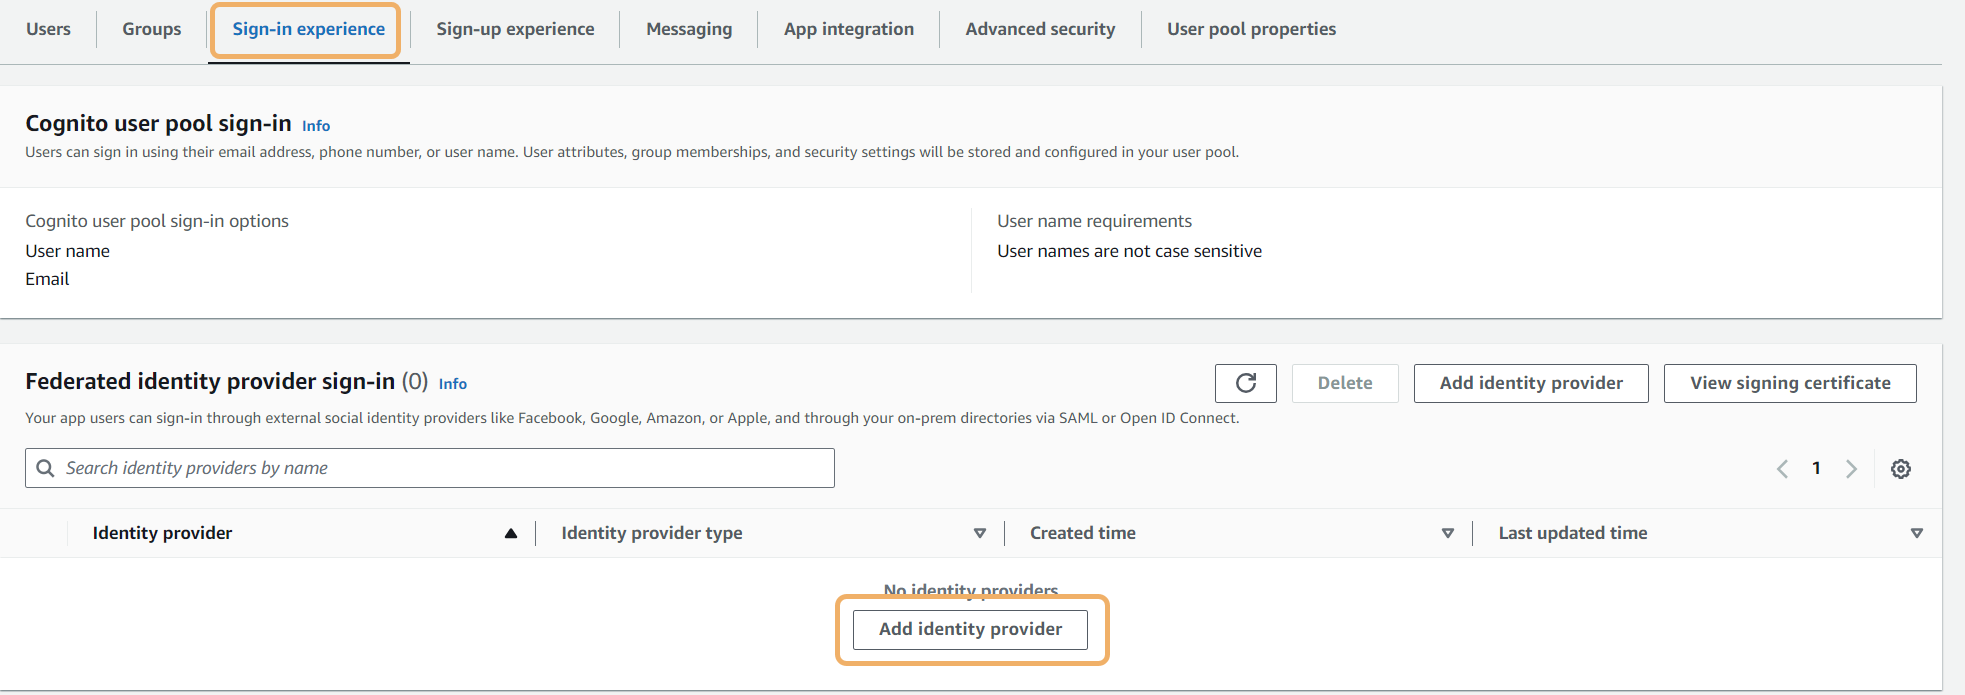 Users Groups Sign-in experience Sign-up experience Messaging App integration Advanced security User pool properties
Cognito user pool sign-in Info
Users can sign in using their email address, phone number, or user name. User attributes, group memberships, and security settings will be stored and configured in your user pool.
Cognito user pool sign-in options
User name
Email
User name requirements
User names are not case sensitive
Federated identity provider sign-in (0) Info
Delete Add identity provider View signing certificate
Your app users can sign-in through external social identity providers like Facebook, Google, Amazon, or Apple, and through your on-prem directories via SAML or Open ID Connect.
Search identity providers by name
1
Identity provider Identity provider type Created time Last updated time
No identity providers
Add identity provider